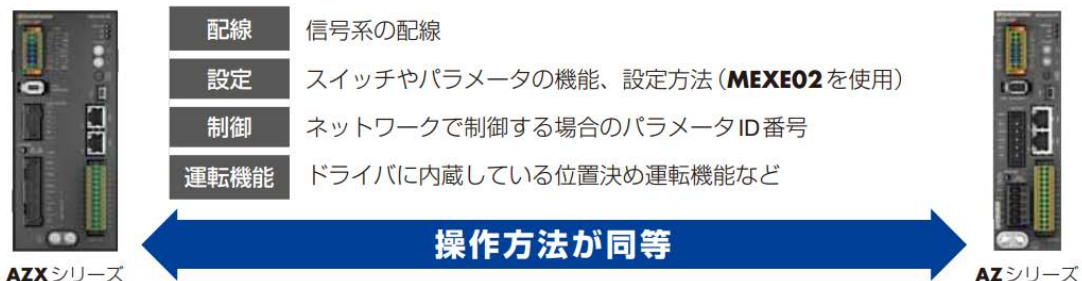 配線 信号系の配線
設定 スイッチやパラメータの機能、設定方法(MEXE02を使用)
制御 ネットワークで制御する場合のパラメータID番号
運転機能 ドライバに内蔵している位置決め運転機能など
操作方法が同等
AZXシリーズ
AZシリーズ